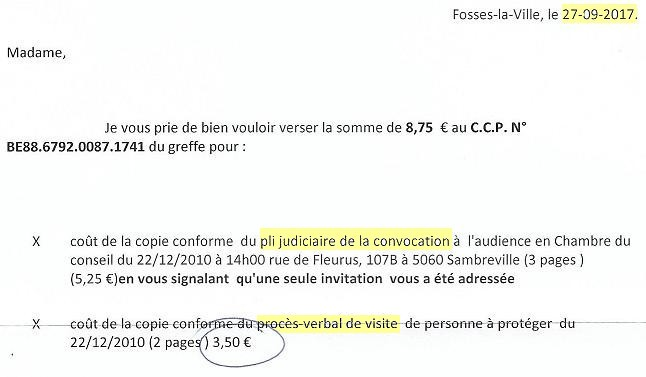 Fosses-la-Ville, le 27-09-2017.
Madame,
Je vous prie de bien vouloir verser la somme de 8,75 € au C.C.P. N°
BE88.6792.0087.1741 du greffe pour :
X coût de la copie conforme du pli judiciaire de la convocation à l'audience en Chambre du
conseil du 22/12/2010 à 14h00 rue de Fleurus, 107B à 5060 Sambreville (3 pages )
(5,25 €)en vous signalant qu'une seule invitation vous a été adressée
X coût de la copie conforme du procès-verbal de visite de personne à protéger du
22/12/2010 (2 pages ) 3,50 €